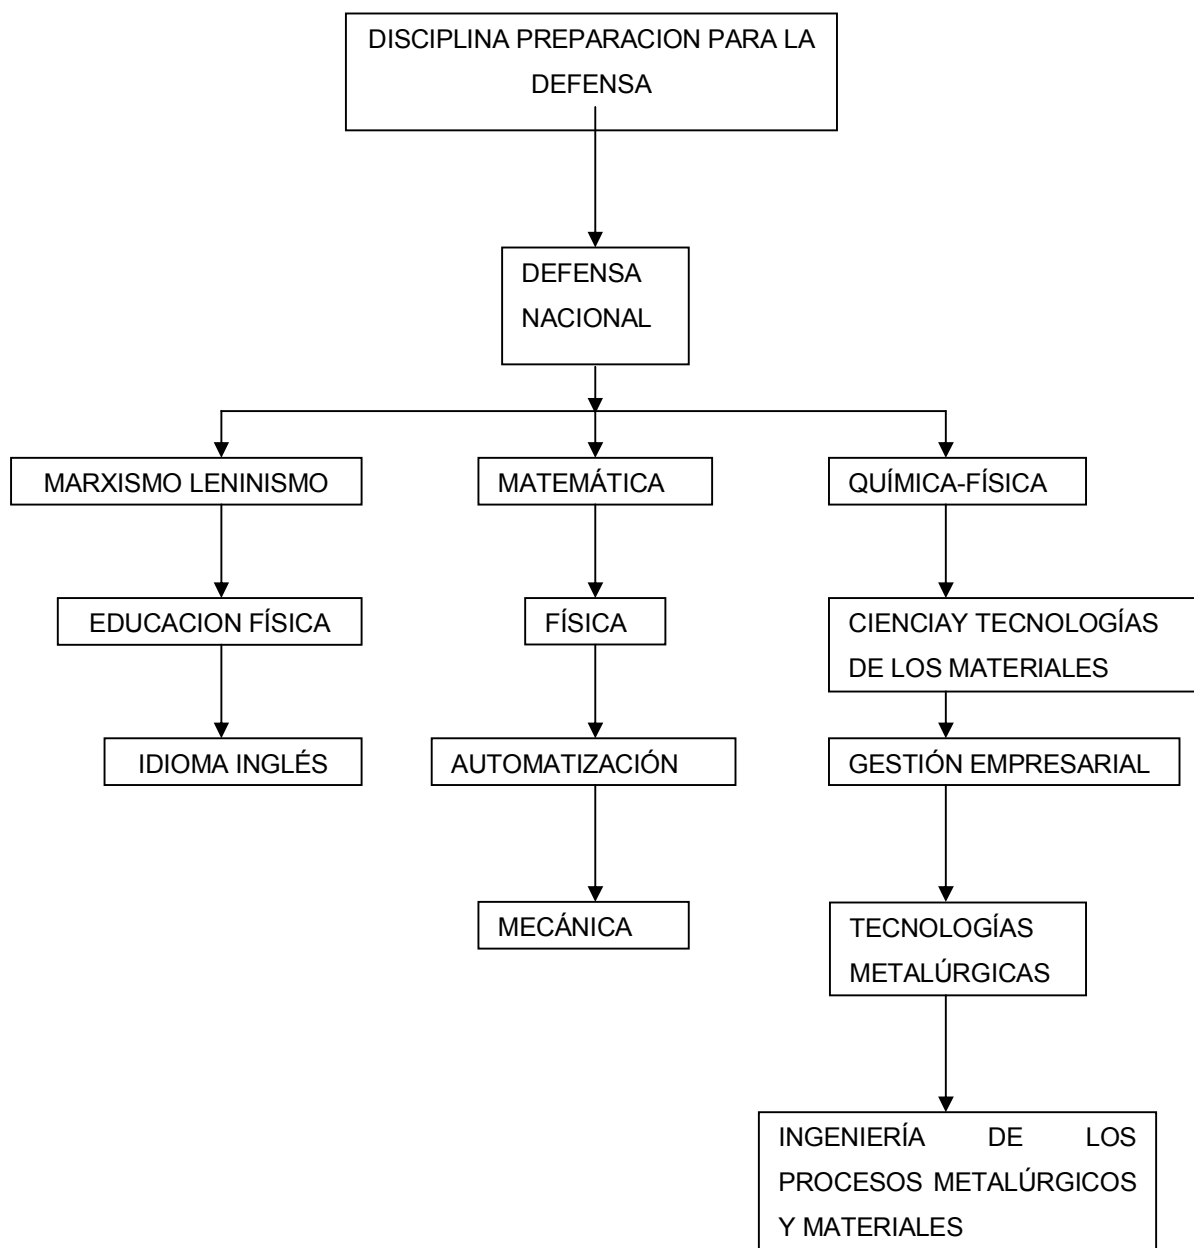 DISCIPLINA PREPARACION PARA LA
DEFENSA
DEFENSA
NACIONAL
MARXISMO LENINISMO
MATEMÁTICA
QUÍMICA-FÍSICA
EDUCACION FÍSICA
FÍSICA
CIENCIAY TECNOLOGÍAS
DE LOS MATERIALES
IDIOMA INGLÉS
AUTOMATIZACIÓN
GESTIÓN EMPRESARIAL
MECÁNICA
TECNOLOGÍAS
METALÚRGICAS
INGENIERÍA DE LOS
PROCESOS METALÚRGICOS
Y MATERIALES